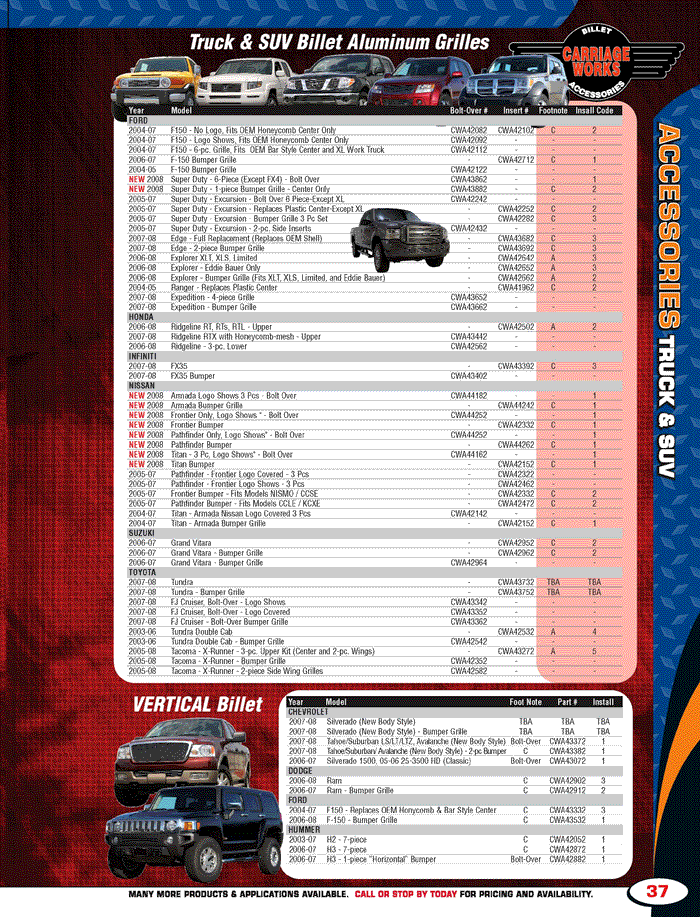 Truck & SUV Billet Aluminum Grilles
BILLET
CARRIAGE
WORKS
ACCESSORIES
Year Model Bolt-Over # Insert # Footnote Insall Code
FORD
2004-07 F150 - No Logo, Fits OEM Honeycomb Center Only CWA42082 CWA42102 C 2
2004-07 F150 - Logo Shows, Fits OEM Honeycomb Center Only CWA42092 - - -
2004-07 F150 - 6-pc. Grille, Fits OEM Bar Style Center and XL Work Truck CWA42112 - - -
2006-07 F-150 Bumper Grille - CWA42712 C 1
2004-05 F-150 Bumper Grille CWA42122 - - -
NEW 2008 Super Duty - 6-Piece (Except FX4) - Bolt Over CWA43862 - - 1
NEW 2008 Super Duty - 1-piece Bumper Grille - Center Only CWA43882 - C 2
2005-07 Super Duty - Excursion - Bolt Over 6 Piece-Except XL CWA42242 - - -
2005-07 Super Duty - Excursion - Replaces Plastic Center-Except XL CWA42252 C 2
2005-07 Super Duty - Excursion - Bumper Grille 3 Pc Set CWA42282 C 3
2005-07 Super Duty - Excursion - 2-pc. Side Inserts CWA42432 - - -
2007-08 Edge - Full Replacement (Replaces OEM Shell) - CWA43682 C 3
2007-08 Edge - 2-piece Bumper Grille - CWA43692 C 3
2006-08 Explorer XLT, XLS, Limited - CWA42642 A 3
2006-08 Explorer - Eddie Bauer Only - CWA42652 A 3
2006-08 Explorer - Bumper Grille (Fits XLT, XLS, Limited, and Eddie Bauer) - CWA42662 A 2
2004-05 Ranger - Replaces Plastic Center - CWA41962 C 2
2007-08 Expedition - 4-piece Grille CWA43652 - - -
2007-08 Expedition - Bumper Grille CWA43662 - - -
HONDA
2006-08 Ridgeline RT, RTs, RTL - Upper - CWA42502 A 2
2007-08 Ridgeline RTX with Honeycomb-mesh - Upper CWA43442 - - -
2006-08 Ridgeline - 3-pc. Lower CWA42562 - - -
INFINITI
2007-08 FX35 - CWA43392 C 3
2007-08 FX35 Bumper CWA43402 - - -
NISSAN
NEW 2008 Armada Logo Shows 3 Pcs - Bolt Over CWA44182 - - 1
NEW 2008 Armada Bumper Grille - CWA44242 C 1
NEW 2008 Frontier Only, Logo Shows * - Bolt Over CWA44252 - - 1
NEW 2008 Frontier Bumper - CWA42332 C 1
NEW 2008 Pathfinder Only, Logo Shows* - Bolt Over CWA44252 - - 1
NEW 2008 Pathfinder Bumper - CWA44262 C 1
NEW 2008 Titan - 3 Pc, Logo Shows* - Bolt Over CWA44162 - - 1
NEW 2008 Titan Bumper - CWA42152 C 1
2005-07 Pathfinder - Frontier Logo Covered - 3 Pcs - CWA42322 - -
2005-07 Pathfinder - Frontier Logo Shows - 3 Pcs - CWA42462 - -
2005-07 Frontier Bumper - Fits Models NISMO / CCSE - CWA42332 C 2
2005-07 Pathfinder Bumper - Fits Models CCLE / KCXE - CWA42472 C 2
2004-07 Titan - Armada Nissan Logo Covered 3 Pcs CWA42142 - - -
2004-07 Titan - Armada Bumper Grille - CWA42152 C 1
SUZUKI
2006-07 Grand Vitara - CWA42952 C 2
2006-07 Grand Vitara - Bumper Grille - CWA42962 C 2
2006-07 Grand Vitara - Bumper Grille CWA42964 - - -
TOYOTA
2007-08 Tundra - CWA43732 TBA TBA
2007-08 Tundra - Bumper Grille - CWA43752 TBA TBA
2007-08 FJ Cruiser, Bolt-Over - Logo Shows CWA43342 - - -
2007-08 FJ Cruiser, Bolt-Over - Logo Covered CWA43352 - - -
2007-08 FJ Cruiser - Bolt-Over Bumper Grille CWA43362 - - -
2003-06 Tundra Double Cab - CWA42532 A 4
2003-06 Tundra Double Cab - Bumper Grille CWA42542 - - -
2005-08 Tacoma - X-Runner - 3-pc. Upper Kit (Center and 2-pc. Wings) - CWA43272 A 5
2005-08 Tacoma - X-Runner - Bumper Grille CWA42352 - - -
2005-08 Tacoma - X-Runner - 2-piece Side Wing Grilles CWA42582 - - -
ACCESSORIES TRUCK & SUV
VERTICAL Billet
Year Model Foot Note Part # Install
CHEVROLET
2007-08 Silverado (New Body Style) TBA TBA TBA
2007-08 Silverado (New Body Style) - Bumper Grille TBA TBA TBA
2007-08 Tahoe/Suburban LS/LT/LTZ, Avalanche (New Body Style) Bolt-Over CWA43372 1
2007-08 Tahoe/Suburban/ Avalanche (New Body Style) - 2-pc Bumper C CWA43382 1
2006-07 Silverado 1500, 05-06 25-3500 HD (Classic) Bolt-Over CWA43072 1
DODGE
2006-08 Ram C CWA42902 3
2006-07 Ram - Bumper Grille C CWA42912 2
FORD
2004-07 F150 - Replaces OEM Honycomb & Bar Style Center C CWA43332 3
2006-08 F-150 - Bumper Grille C CWA43532 1
HUMMER
2003-07 H2 - 7-piece C CWA42052 1
2006-07 H3 - 7-piece C CWA42872 1
2006-07 H3 - 1-piece "Horizontal" Bumper Bolt-Over CWA42882 1
MANY MORE PRODUCTS & APPLICATIONS AVAILABLE. CALL OR STOP BY TODAY FOR PRICING AND AVAILABILITY.
37